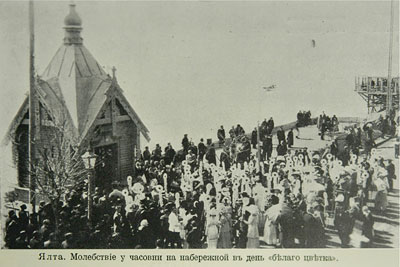 Ялта. Молебствіе у часовни на набережной въ день «бѣлаго цвѣтка».